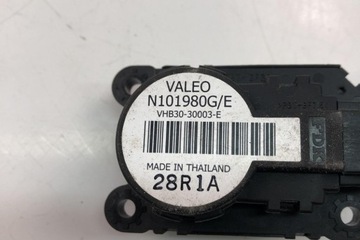 VALEO
N101980G/E
VHB30-30003-E
MADE IN THAILAND
28R1A